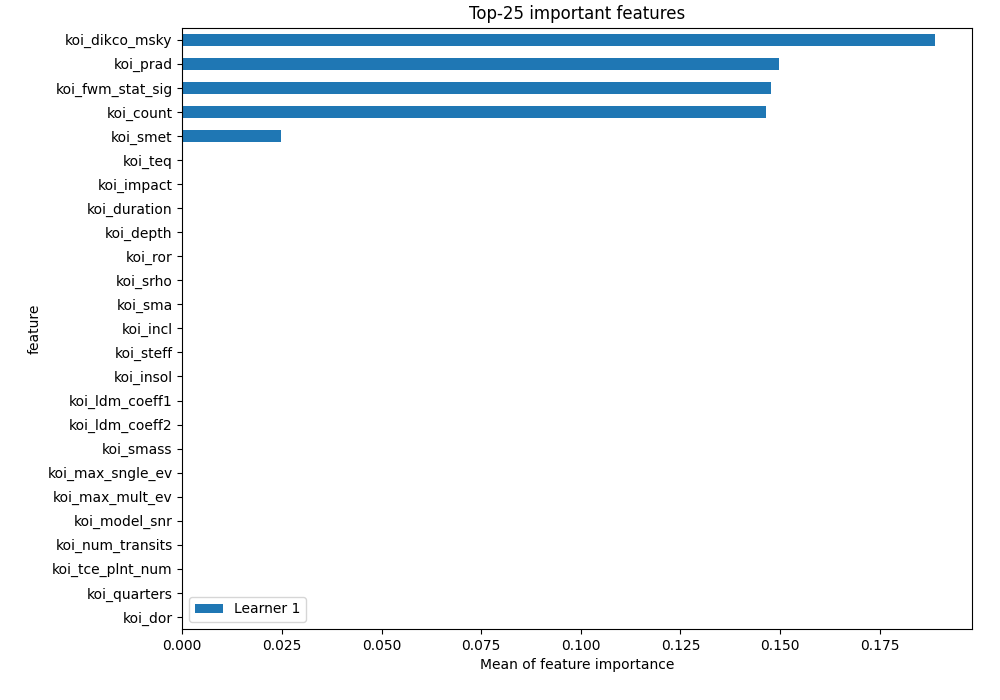 Top-25 important features
koi_dikco_msky
koi_prad
koi_fwm_stat_sig
koi_count
koi_smet
koi_teq
koi_impact
koi_duration
koi_depth
koi_ror
koi_srho
koi_sma
koi_incl
koi_steff
koi_insol
koi_ldm_coeff1
koi_ldm_coeff2
koi_smass
koi_max_sngle_ev
koi_max_mult_ev
koi_model_snr
koi_num_transits
koi_tce_plnt_num
koi_quarters
koi_dor
feature
Learner 1
0.000 0.025 0.050 0.075 0.100 0.125 0.150 0.175
Mean of feature importance